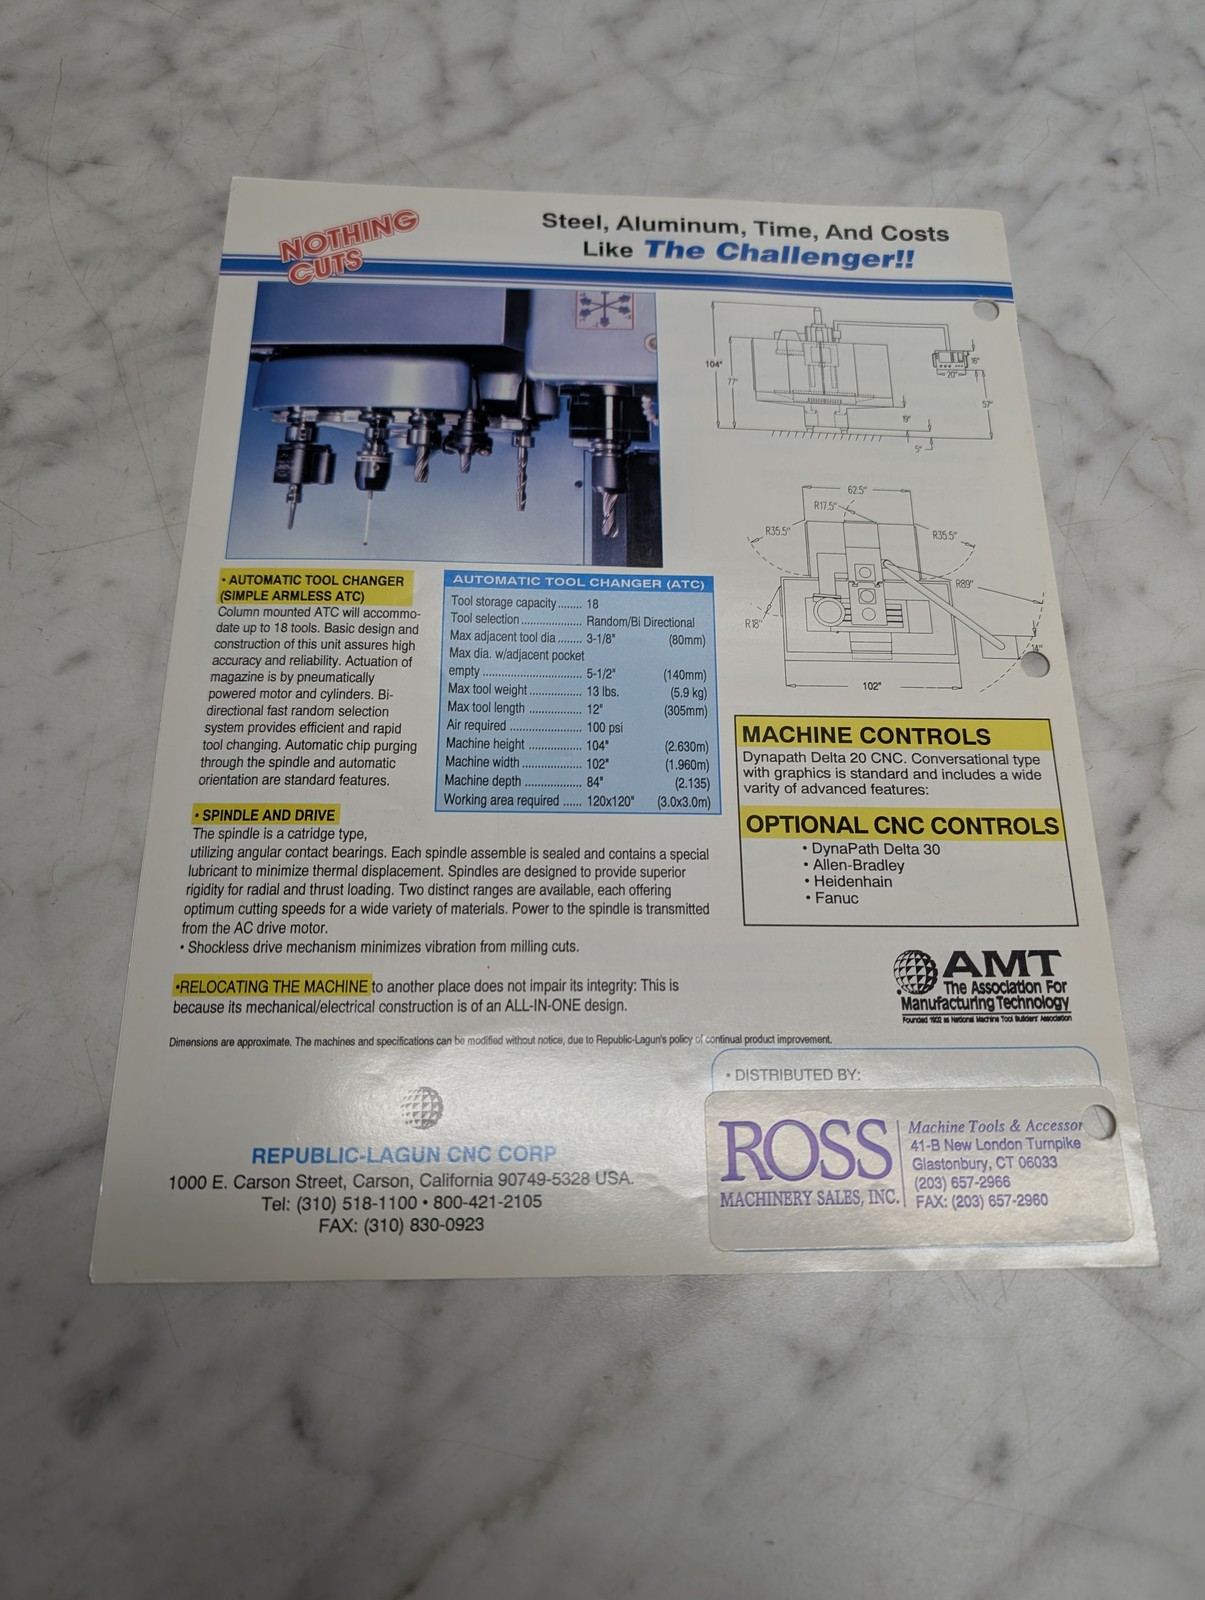 NOTHING
CUTS
Steel, Aluminum, Time, And Costs
Like The Challenger!!
104"
77"
16"
20"
57"
19"
5"
62.5"
R17.5"
R35.5"
R35.5"
R89"
R18"
14"
102"
• AUTOMATIC TOOL CHANGER
(SIMPLE ARMLESS ATC)
Column mounted ATC will accommo-
date up to 18 tools. Basic design and
construction of this unit assures high
accuracy and reliability. Actuation of
magazine is by pneumatically
powered motor and cylinders. Bi-
directional fast random selection
system provides efficient and rapid
tool changing. Automatic chip purging
through the spindle and automatic
orientation are standard features.
AUTOMATIC TOOL CHANGER (ATC)
Tool storage capacity ........ 18
Tool selection ................... Random/Bi Directional
Max adjacent tool dia ....... 3-1/8" (80mm)
Max dia. w/adjacent pocket
empty ............................... 5-1/2" (140mm)
Max tool weight ................ 13 lbs. (5.9 kg)
Max tool length ................ 12" (305mm)
Air required ...................... 100 psi
Machine height ................ 104" (2.630m)
Machine width .................. 102" (1.960m)
Machine depth ................. 84" (2.135)
Working area required ...... 120x120" (3.0x3.0m)
• SPINDLE AND DRIVE
The spindle is a catridge type,
utilizing angular contact bearings. Each spindle assemble is sealed and contains a special
lubricant to minimize thermal displacement. Spindles are designed to provide superior
rigidity for radial and thrust loading. Two distinct ranges are available, each offering
optimum cutting speeds for a wide variety of materials. Power to the spindle is transmitted
from the AC drive motor.
• Shockless drive mechanism minimizes vibration from milling cuts.
•RELOCATING THE MACHINE to another place does not impair its integrity: This is
because its mechanical/electrical construction is of an ALL-IN-ONE design.
MACHINE CONTROLS
Dynapath Delta 20 CNC. Conversational type
with graphics is standard and includes a wide
varity of advanced features:
OPTIONAL CNC CONTROLS
• DynaPath Delta 30
• Allen-Bradley
• Heidenhain
• Fanuc
AMT
The Association For
Manufacturing Technology
Founded 1902 as National Machine Tool Builders' Association
Dimensions are approximate. The machines and specifications can be modified without notice, due to Republic-Lagun's policy of continual product improvement.
REPUBLIC-LAGUN CNC CORP
1000 E. Carson Street, Carson, California 90749-5328 USA.
Tel: (310) 518-1100 • 800-421-2105
FAX: (310) 830-0923
• DISTRIBUTED BY:
ROSS
MACHINERY SALES, INC.
Machine Tools & Accessor
41-B New London Turnpike
Glastonbury, CT 06033
(203) 657-2966
FAX: (203) 657-2960